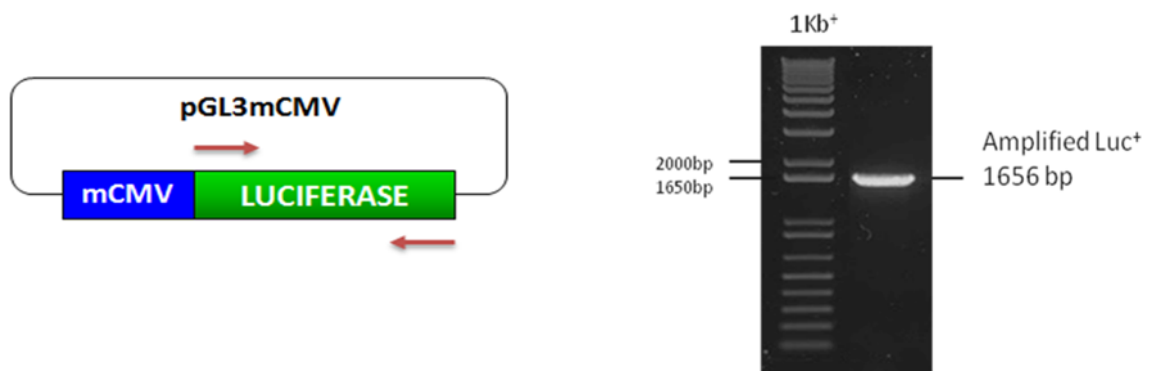 pGL3mCMV
mCMV
LUCIFERASE
1Kb⁺
2000bp
1650bp
Amplified Luc⁺
1656 bp